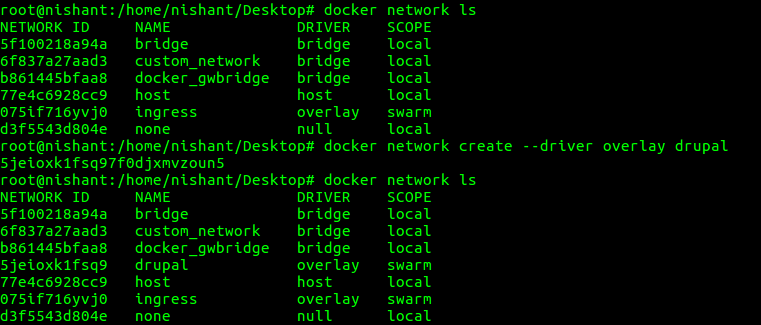 root@nishant:/home/nishant/Desktop# docker network ls
NETWORK ID     NAME              DRIVER    SCOPE
5f100218a94a   bridge            bridge    local
6f837a27aad3   custom_network    bridge    local
b861445bfaa8   docker_gwbridge   bridge    local
77e4c6928cc9   host              host      local
075if716yvj0   ingress           overlay   swarm
d3f5543d804e   none              null      local
root@nishant:/home/nishant/Desktop# docker network create --driver overlay drupal
5jeioxk1fsq97f0djxmvzoun5
root@nishant:/home/nishant/Desktop# docker network ls
NETWORK ID     NAME              DRIVER    SCOPE
5f100218a94a   bridge            bridge    local
6f837a27aad3   custom_network    bridge    local
b861445bfaa8   docker_gwbridge   bridge    local
5jeioxk1fsq9   drupal            overlay   swarm
77e4c6928cc9   host              host      local
075if716yvj0   ingress           overlay   swarm
d3f5543d804e   none              null      local